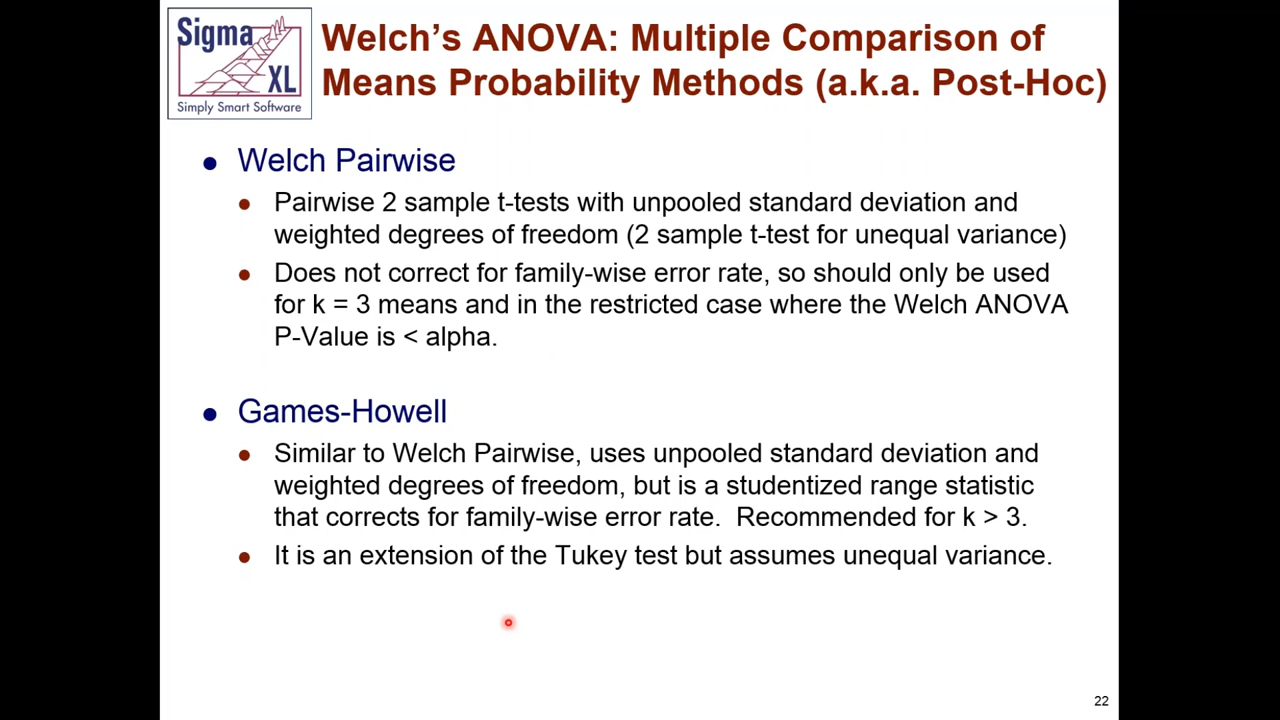 Sigma
XL
Simply Smart Software
Welch's ANOVA: Multiple Comparison of
Means Probability Methods (a.k.a. Post-Hoc)
• Welch Pairwise
• Pairwise 2 sample t-tests with unpooled standard deviation and
weighted degrees of freedom (2 sample t-test for unequal variance)
• Does not correct for family-wise error rate, so should only be used
for k = 3 means and in the restricted case where the Welch ANOVA
P-Value is < alpha.
• Games-Howell
• Similar to Welch Pairwise, uses unpooled standard deviation and
weighted degrees of freedom, but is a studentized range statistic
that corrects for family-wise error rate.  Recommended for k > 3.
• It is an extension of the Tukey test but assumes unequal variance.
22